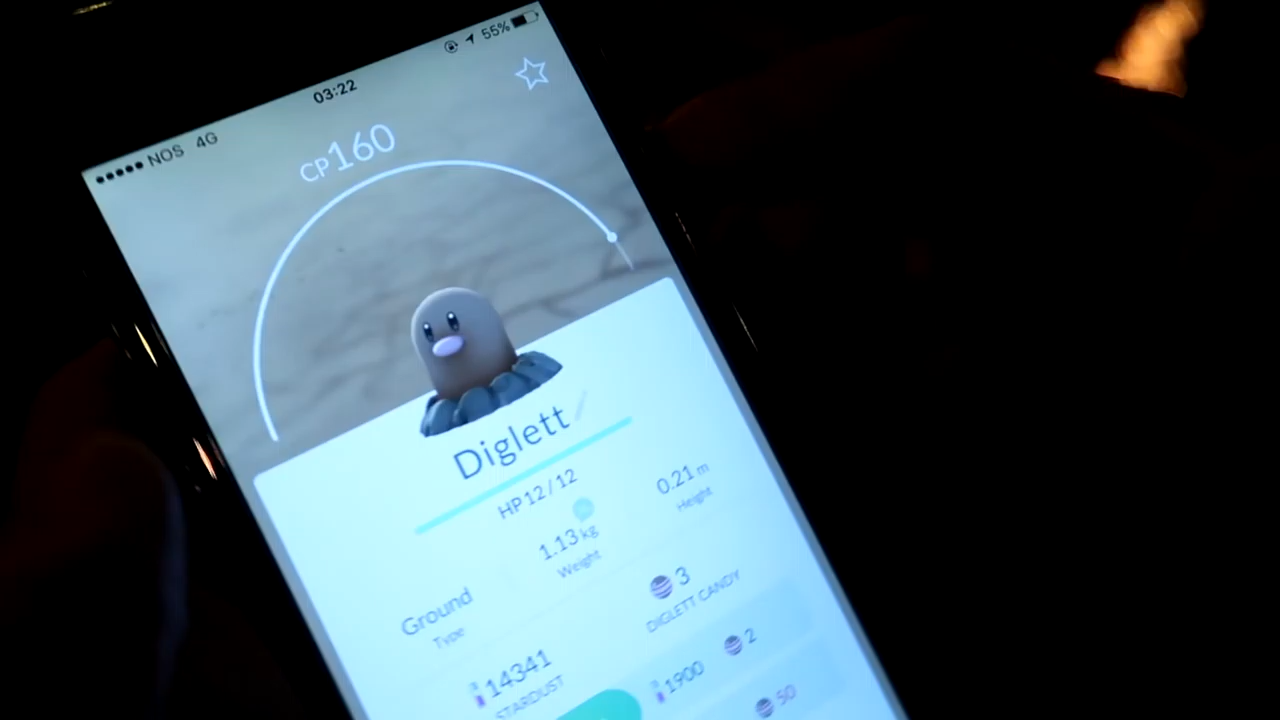 NOS 4G 03:22 55%
CP160
Diglett
HP 12 / 12
Ground 1.13 kg 0.21 m
Type Weight Height
14341 3
STARDUST DIGLETT CANDY
1900 2
50